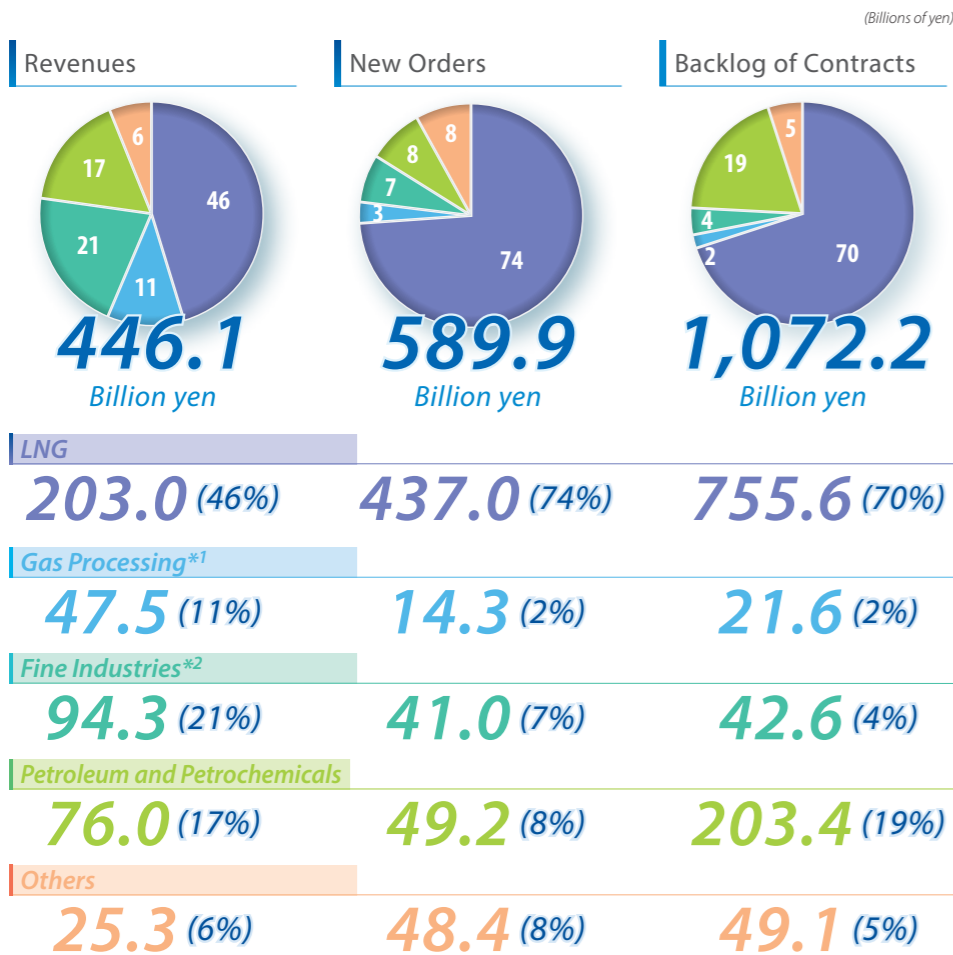 (Billions of yen)
Revenues
New Orders
Backlog of Contracts
6
17
46
21
11
8
8
7
3
74
5
19
4
2
70
446.1
589.9
1,072.2
Billion yen
Billion yen
Billion yen
LNG
203.0 (46%)
437.0 (74%)
755.6 (70%)
Gas Processing*1
47.5 (11%)
14.3 (2%)
21.6 (2%)
Fine Industries*2
94.3 (21%)
41.0 (7%)
42.6 (4%)
Petroleum and Petrochemicals
76.0 (17%)
49.2 (8%)
203.4 (19%)
Others
25.3 (6%)
48.4 (8%)
49.1 (5%)